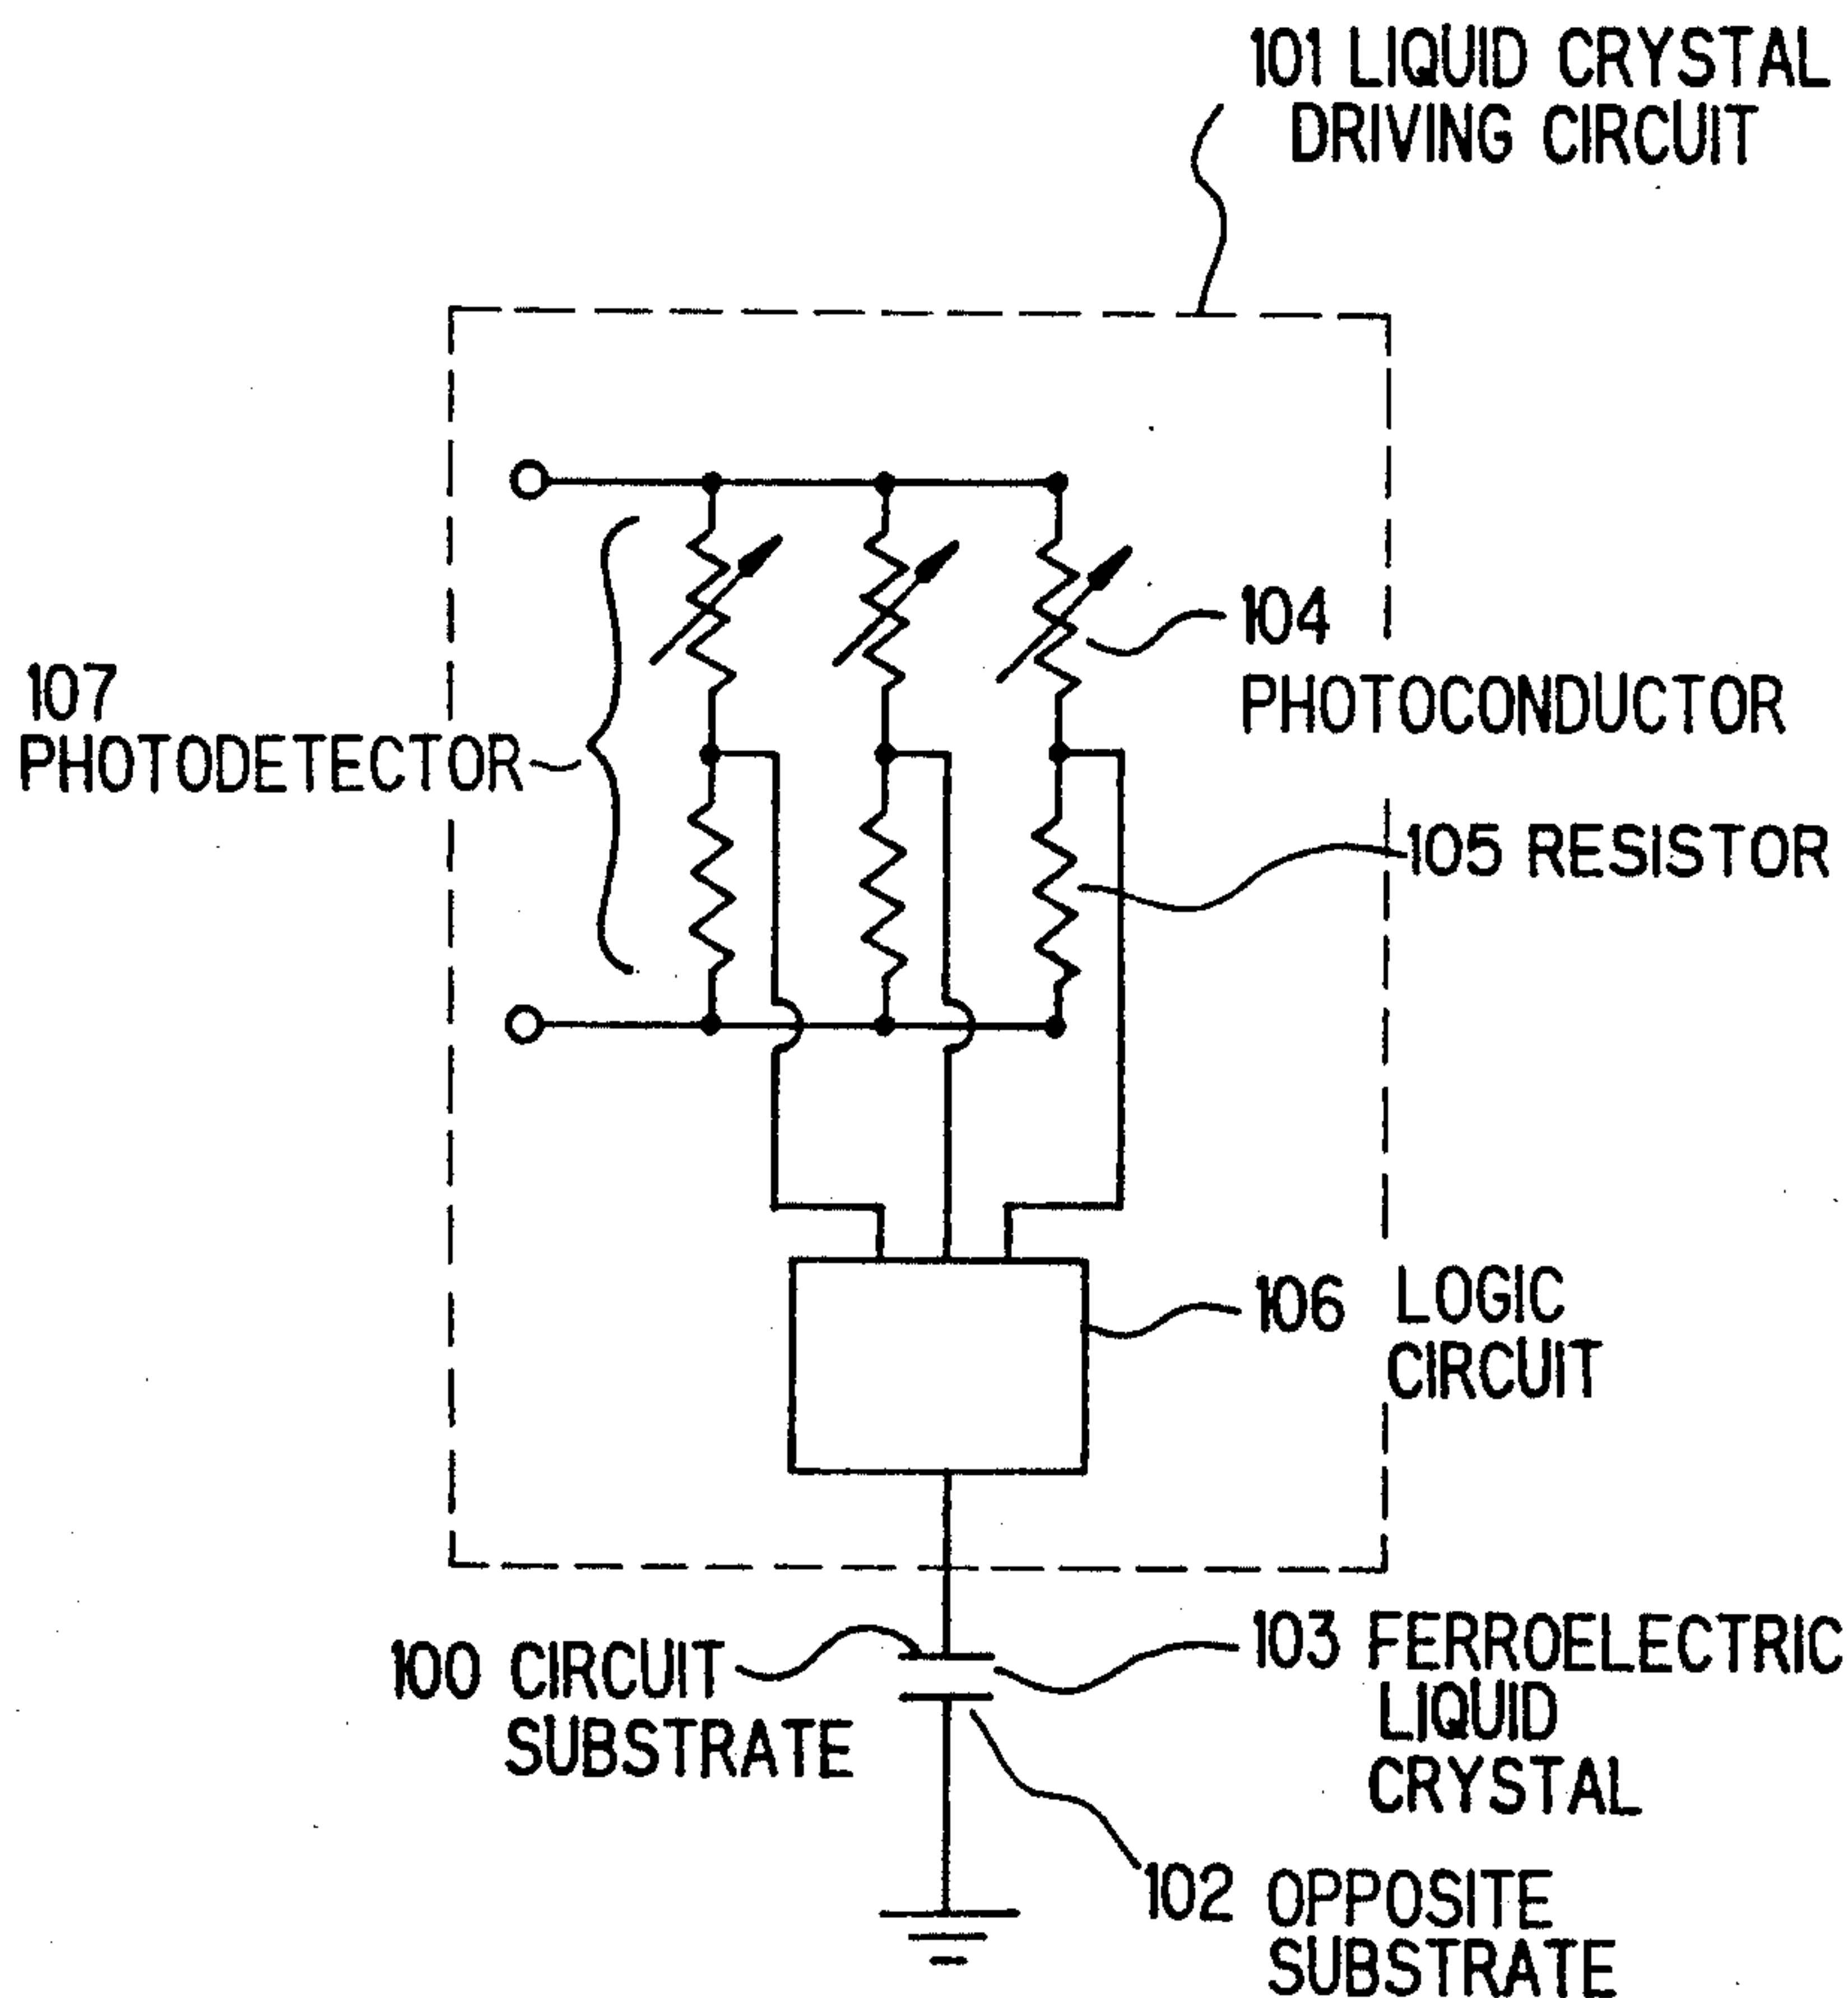 101 LIQUID CRYSTAL
DRIVING CIRCUIT
104
PHOTOCONDUCTOR
107
PHOTODETECTOR
105 RESISTOR
106 LOGIC
CIRCUIT
100 CIRCUIT
SUBSTRATE
103 FERROELECTRIC
LIQUID
CRYSTAL
102 OPPOSITE
SUBSTRATE